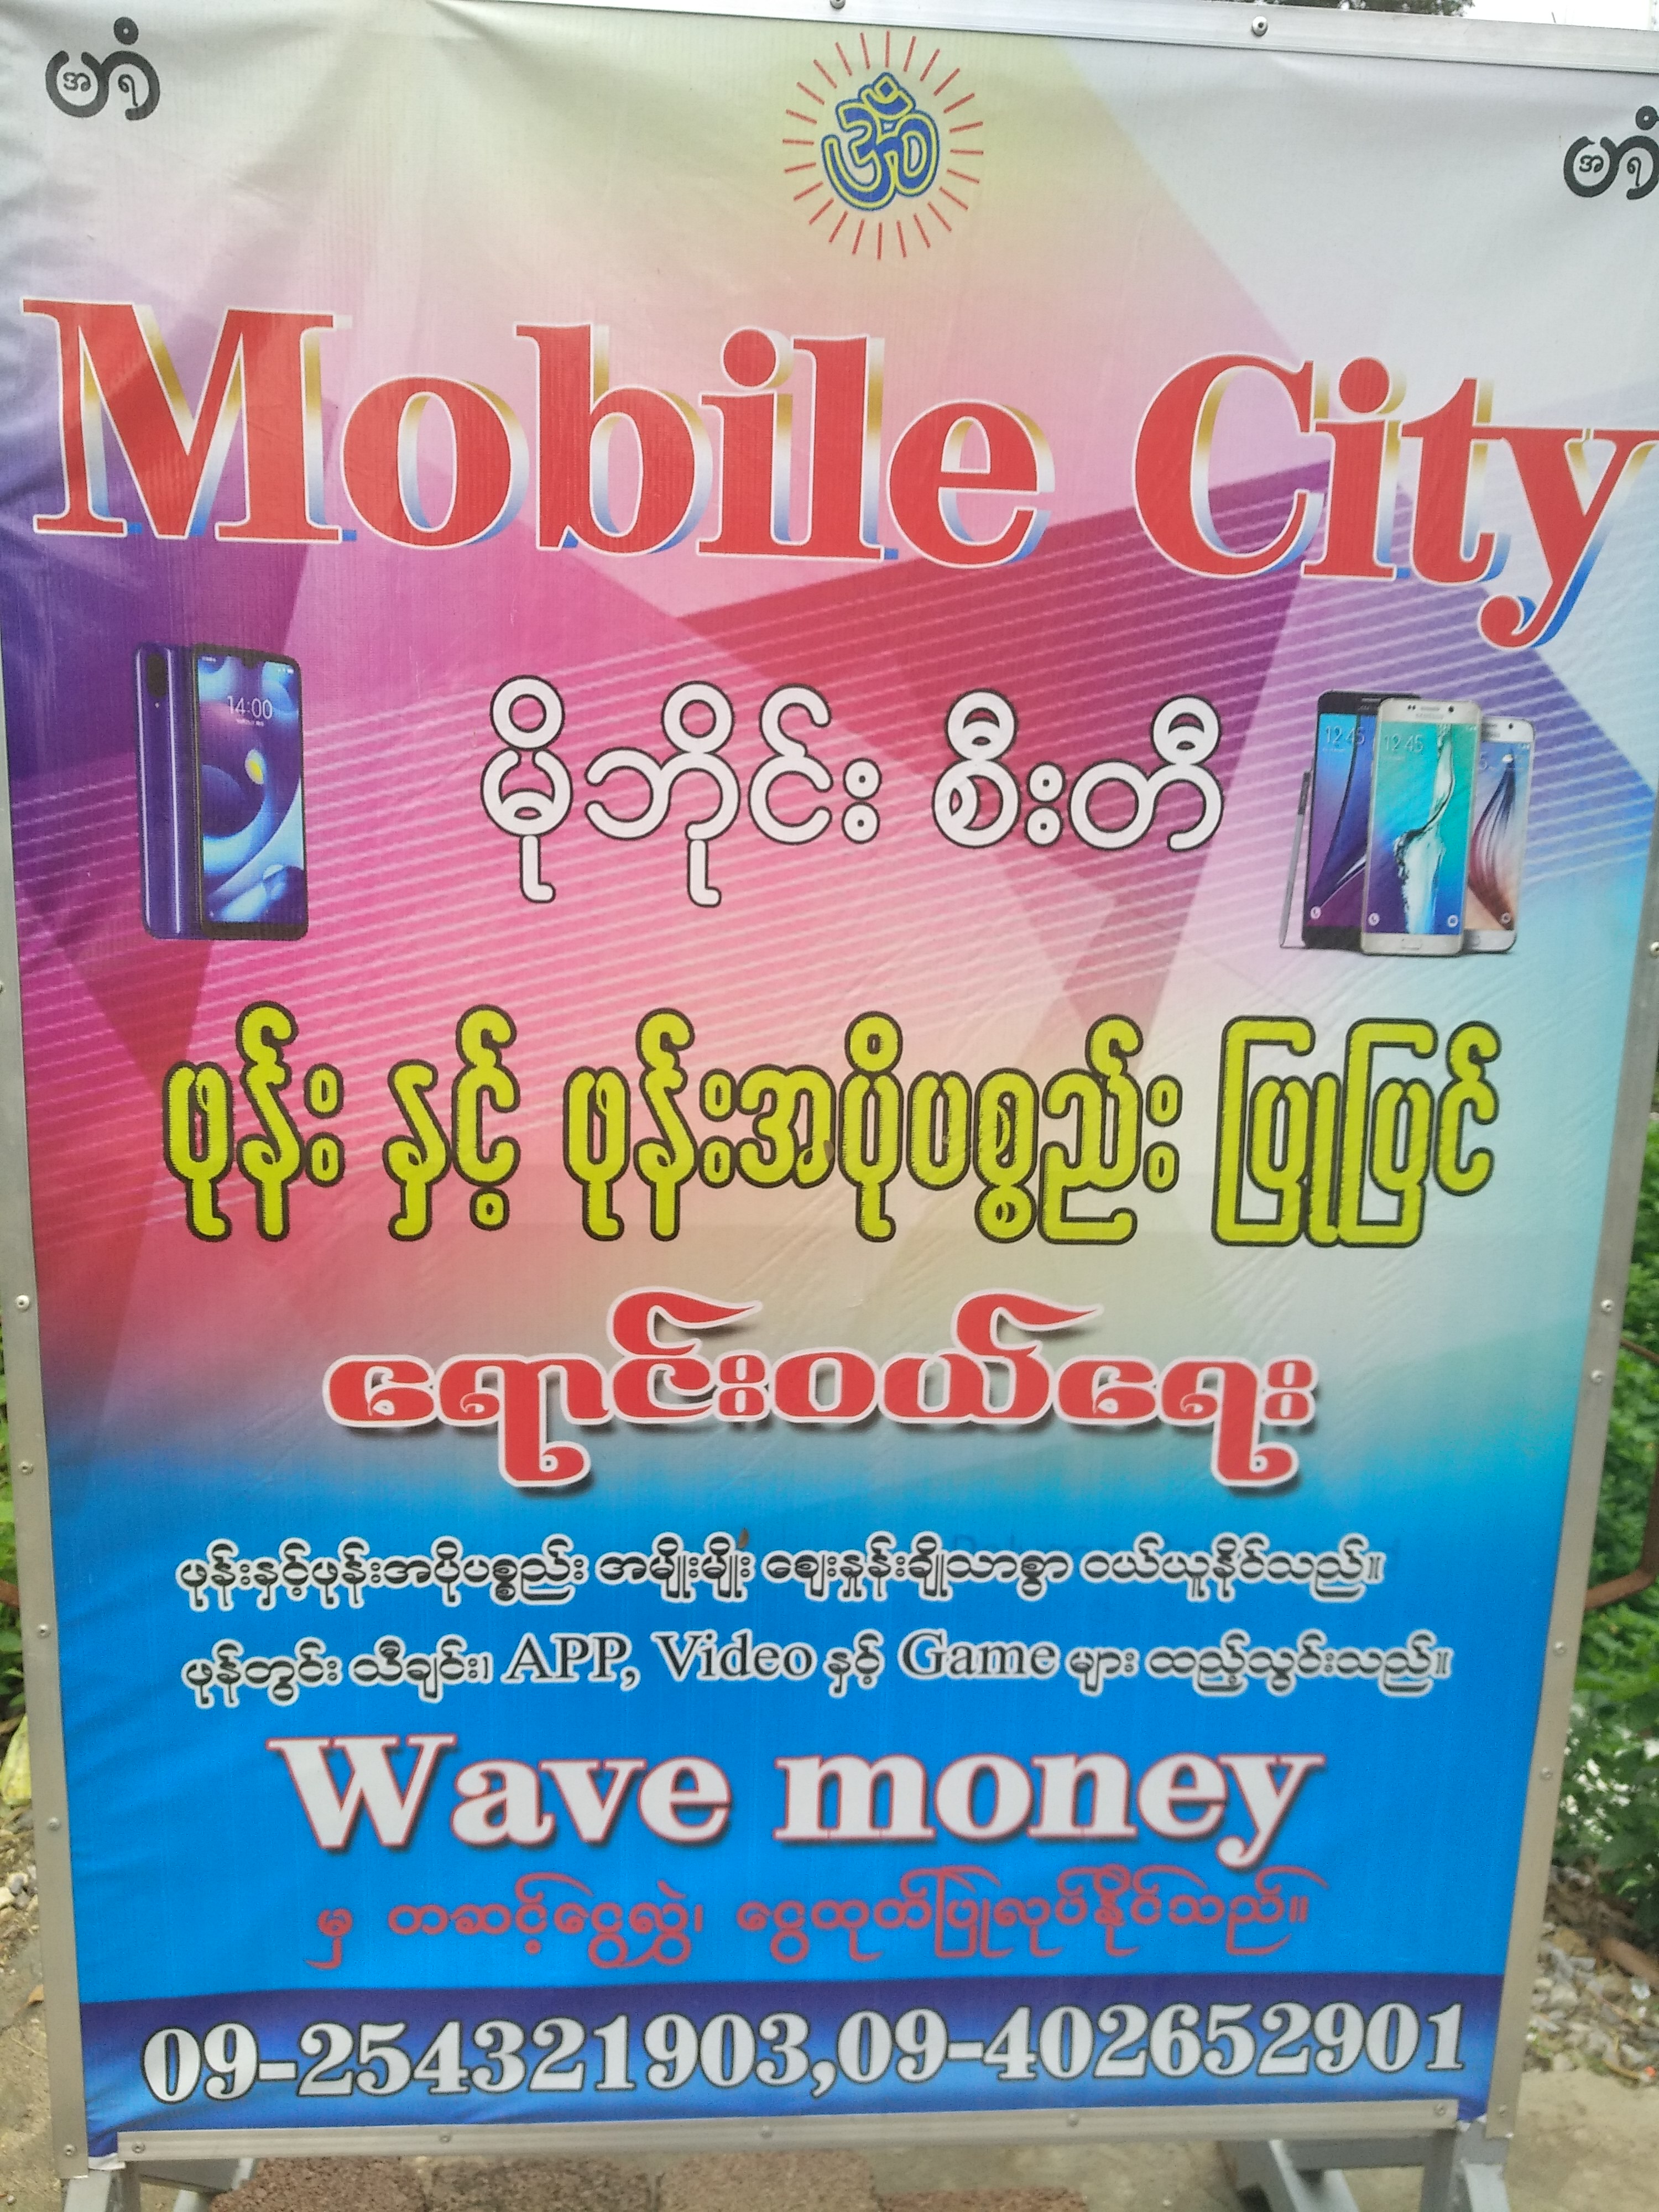 ॐ
Mobile City
မိုဘိုင်း စီးတီ
ဖုန်း နှင့် ဖုန်းအပိုပစ္စည်း ပြုပြင်
ရောင်းဝယ်ရေး
ဖုန်းနှင့်ဖုန်းအပိုပစ္စည်း အမျိုးမျိုး ဈေးနှုန်းချိုသာစွာ ဝယ်ယူနိုင်သည်။
ဖုန်တွင်း သီချင်း၊ APP, Video နှင့် Game များ ထည့်သွင်းသည်။
Wave money
မှ တဆင့်ငွေလွှဲ၊ ငွေထုတ်ပြုလုပ်နိုင်သည်။
09-254321903,09-402652901